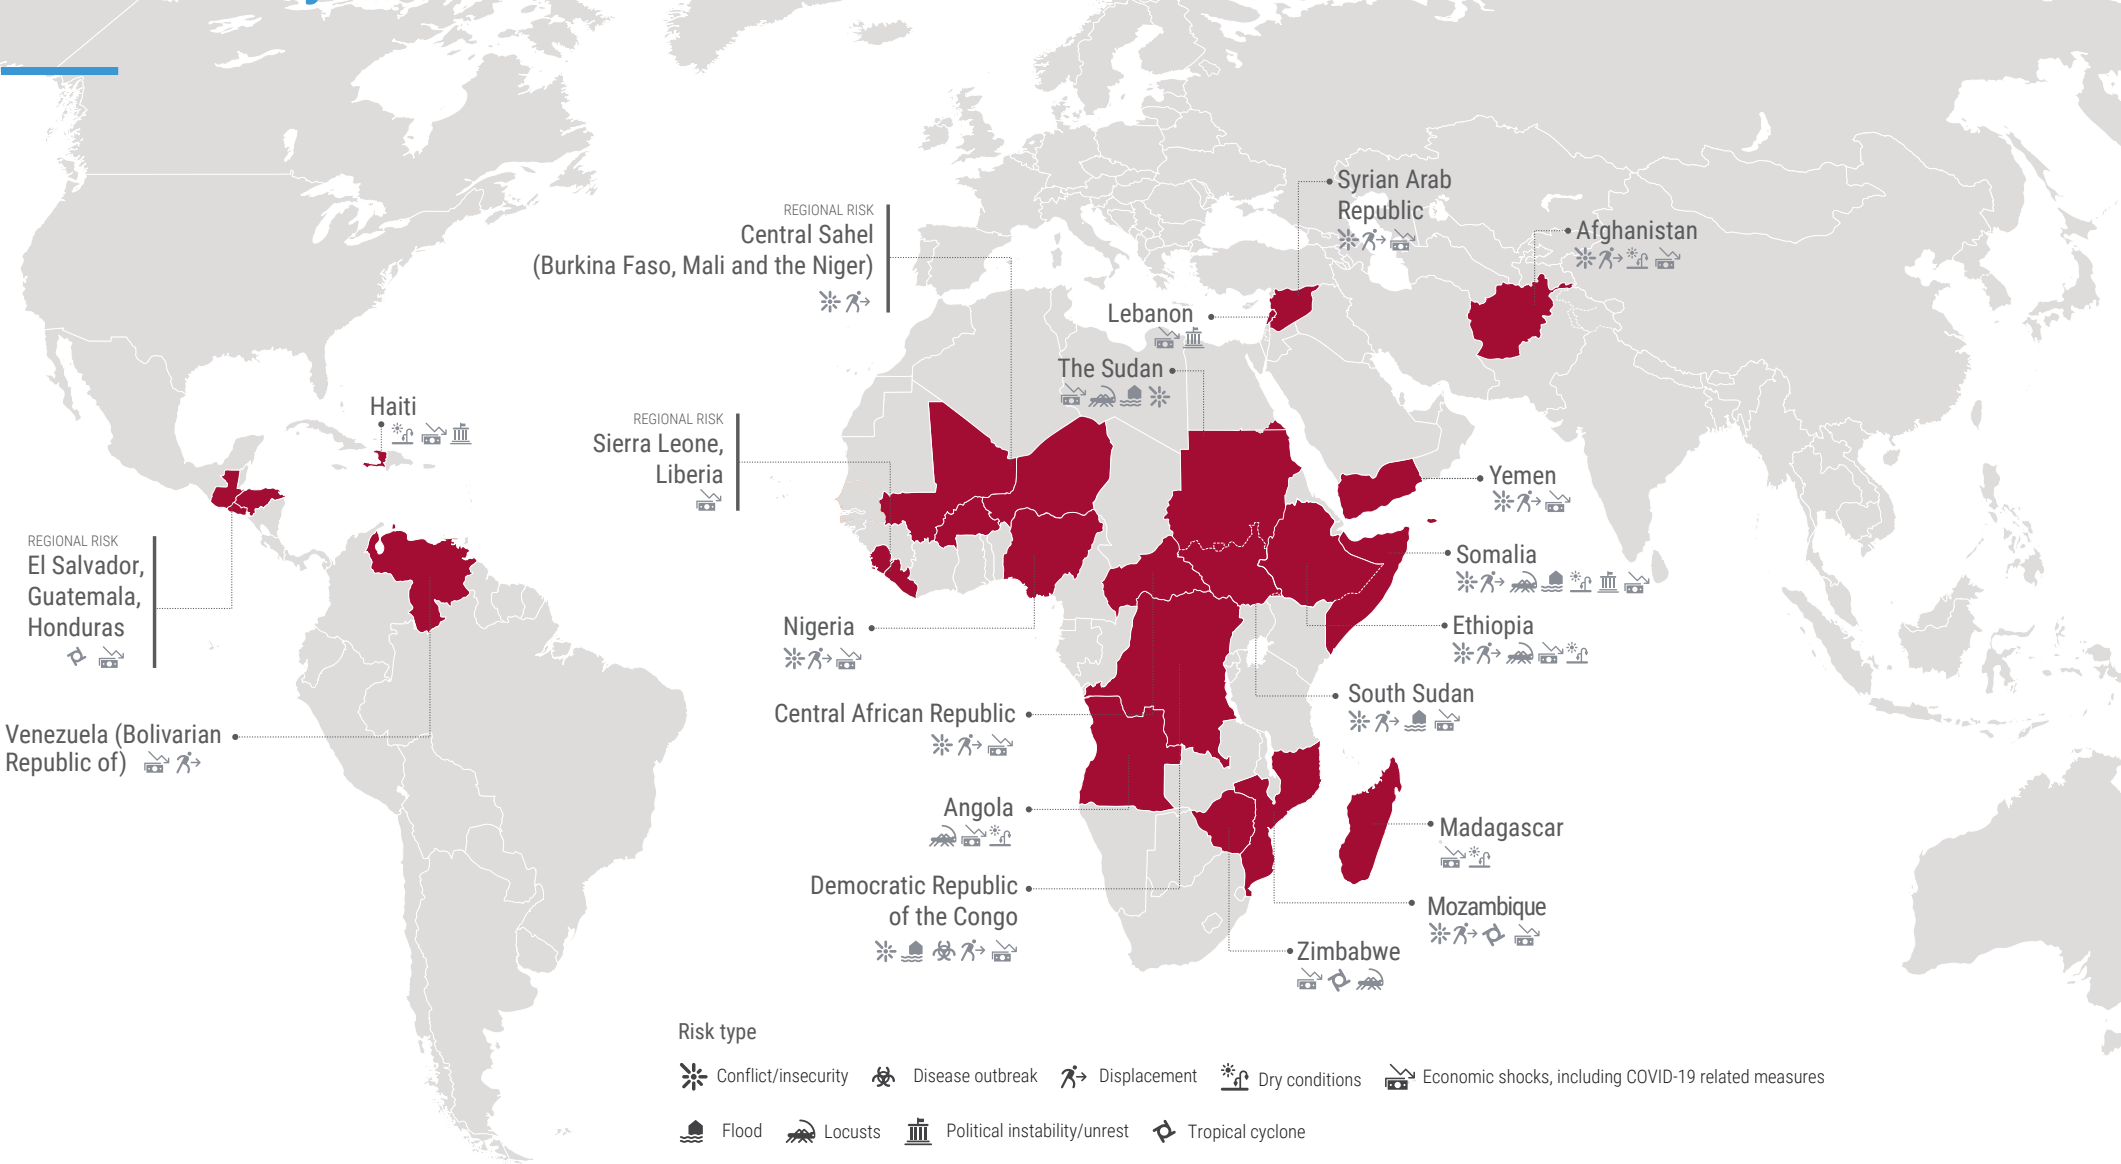 REGIONAL RISK
Central Sahel
(Burkina Faso, Mali and the Niger)
Syrian Arab
Republic
Afghanistan
Lebanon
The Sudan
Haiti
REGIONAL RISK
Sierra Leone,
Liberia
Yemen
REGIONAL RISK
El Salvador,
Guatemala,
Honduras
Somalia
Nigeria
Ethiopia
South Sudan
Central African Republic
Venezuela (Bolivarian
Republic of)
Angola
Madagascar
Democratic Republic
of the Congo
Mozambique
Zimbabwe
Risk type
Conflict/insecurity
Disease outbreak
Displacement
Dry conditions
Economic shocks, including COVID-19 related measures
Flood
Locusts
Political instability/unrest
Tropical cyclone